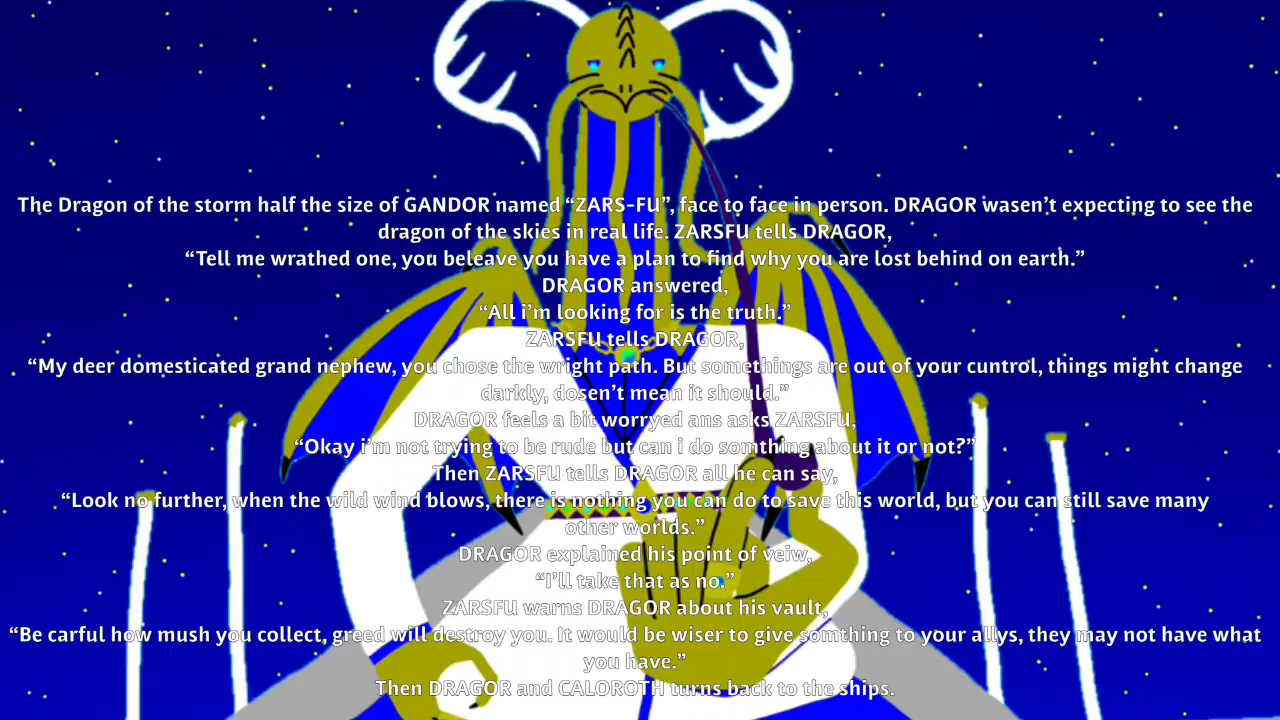 The Dragon of the storm half the size of GANDOR named “ZARS-FU”, face to face in person. DRAGOR wasen’t expecting to see the
dragon of the skies in real life. ZARSFU tells DRAGOR,
“Tell me wrathed one, you beleave you have a plan to find why you are lost behind on earth.”
DRAGOR answered,
“All i’m looking for is the truth.”
ZARSFU tells DRAGOR,
“My deer domesticated grand nephew, you chose the wright path. But somethings are out of your cuntrol, things might change
darkly, dosen’t mean it should.”
DRAGOR feels a bit worryed ans asks ZARSFU,
“Okay i’m not trying to be rude but can i do somthing about it or not?”
Then ZARSFU tells DRAGOR all he can say,
“Look no further, when the wild wind blows, there is nothing you can do to save this world, but you can still save many
other worlds.”
DRAGOR explained his point of veiw,
“I’ll take that as no.”
ZARSFU warns DRAGOR about his vault,
“Be carful how mush you collect, greed will destroy you. It would be wiser to give somthing to your allys, they may not have what
you have.”
Then DRAGOR and CALOROTH turns back to the ships.